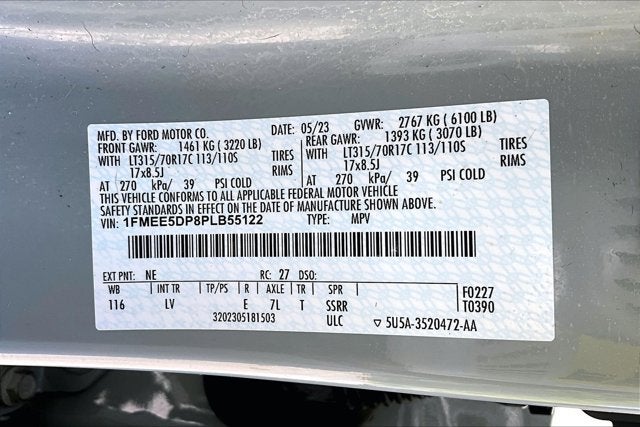 MFD. BY FORD MOTOR CO.
DATE: 05/23 GVWR: 2767 KG ( 6100 LB)
FRONT GAWR: 1461 KG ( 3220 LB)
REAR GAWR: 1393 KG ( 3070 LB)
WITH LT315/70R17C 113/110S TIRES
WITH LT315/70R17C 113/110S TIRES
17x8.5J RIMS
17x8.5J RIMS
AT 270 kPa/ 39 PSI COLD
AT 270 kPa/ 39 PSI COLD
THIS VEHICLE CONFORMS TO ALL APPLICABLE FEDERAL MOTOR VEHICLE
SAFETY STANDARDS IN EFFECT ON THE DATE OF MANUFACTURE SHOWN ABOVE.
VIN: 1FMEE5DP8PLB55122 TYPE: MPV
EXT PNT: NE RC: 27 DSO:
WB INT TR TP/PS R AXLE TR SPR F0227
116 LV E 7L T SSRR T0390
3202305181503 ULC ▽ 5U5A-3520472-AA